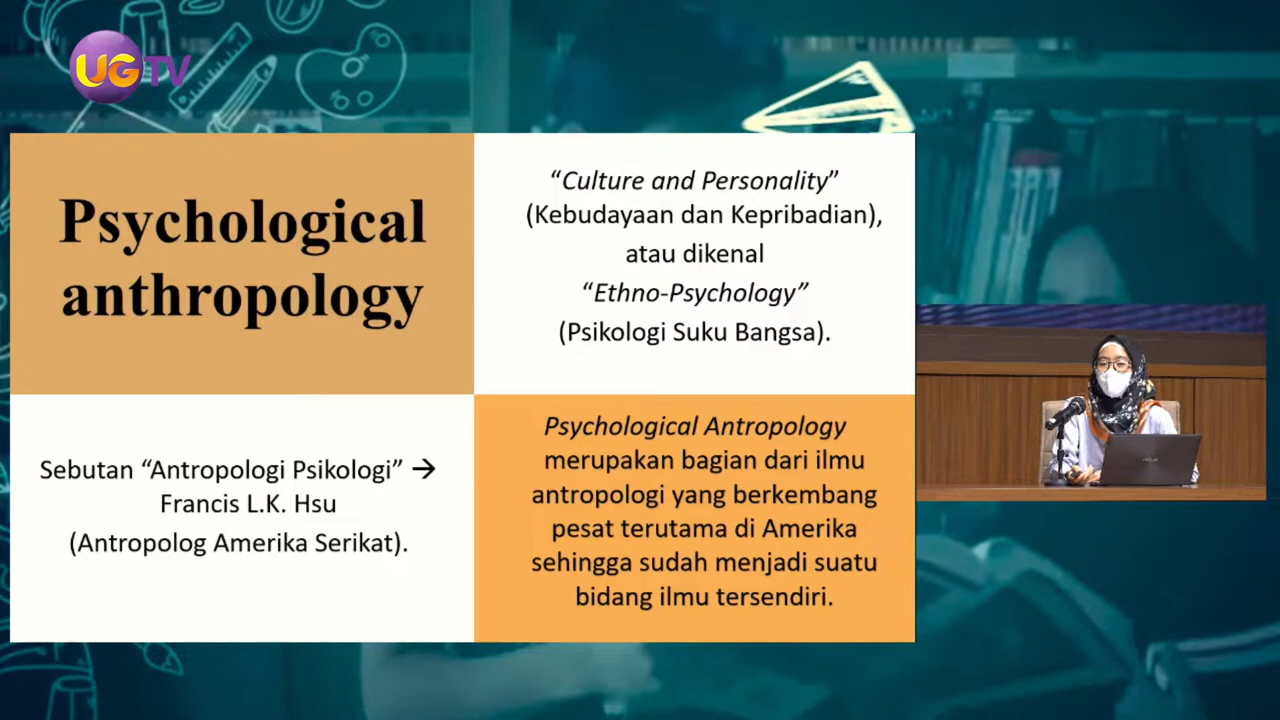 UGTV
Psychological
anthropology
“Culture and Personality”
(Kebudayaan dan Kepribadian),
atau dikenal
“Ethno-Psychology”
(Psikologi Suku Bangsa).
Sebutan “Antropologi Psikologi” →
Francis L.K. Hsu
(Antropolog Amerika Serikat).
Psychological Antropology
merupakan bagian dari ilmu
antropologi yang berkembang
pesat terutama di Amerika
sehingga sudah menjadi suatu
bidang ilmu tersendiri.